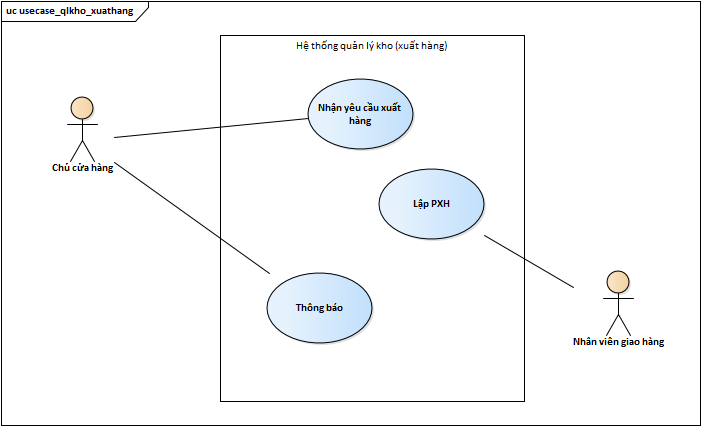 uc usecase_qlkho_xuathang
Hệ thống quản lý kho (xuất hàng)
Nhận yêu cầu xuất
hàng
Chủ cửa hàng
Lập PXH
Thông báo
Nhân viên giao hàng